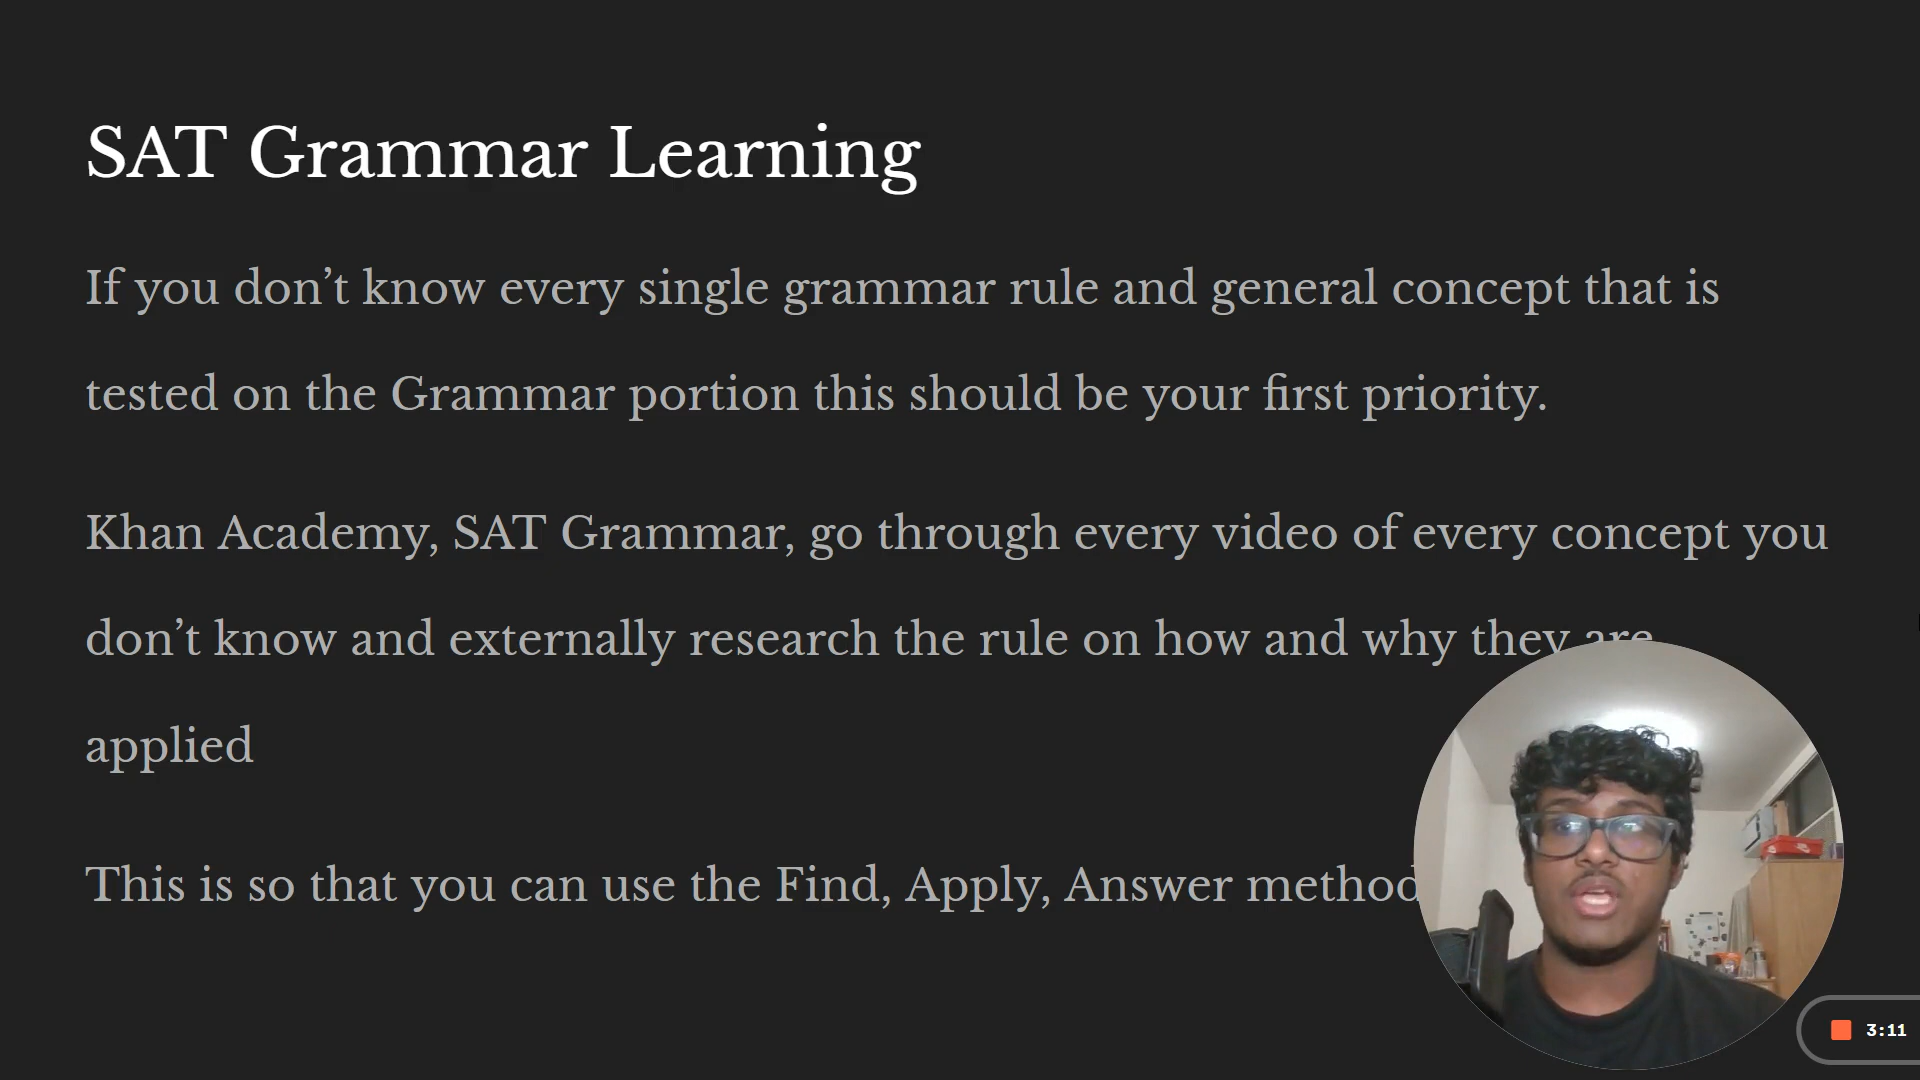 SAT Grammar Learning
If you don’t know every single grammar rule and general concept that is
tested on the Grammar portion this should be your first priority.
Khan Academy, SAT Grammar, go through every video of every concept you
don’t know and externally research the rule on how and why they are
applied
This is so that you can use the Find, Apply, Answer method
3:11